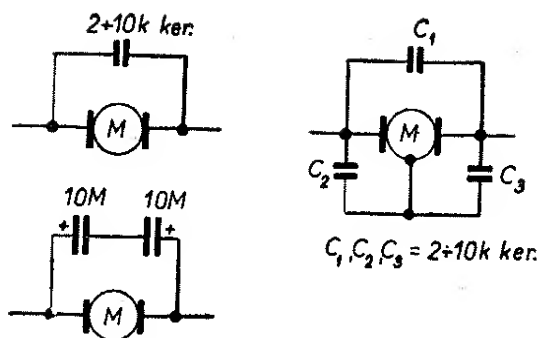 2÷10k ker.
M
10M 10M
+ +
M
C₁
M
C₂
C₃
C₁, C₂, C₃ = 2÷10k ker.